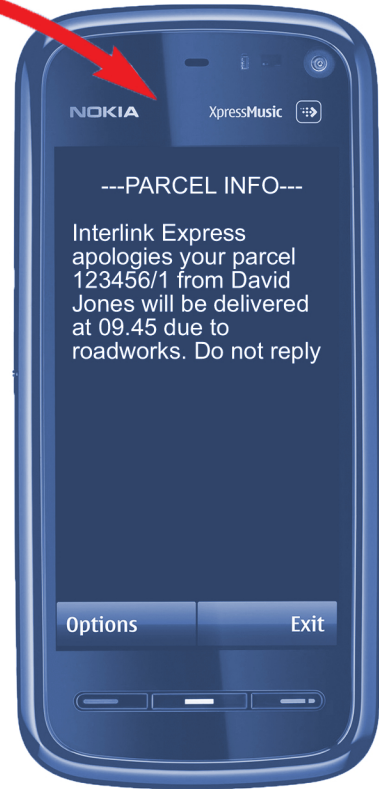 NOKIA XpressMusic
---PARCEL INFO---
Interlink Express
apologies your parcel
123456/1 from David
Jones will be delivered
at 09.45 due to
roadworks. Do not reply
Options Exit